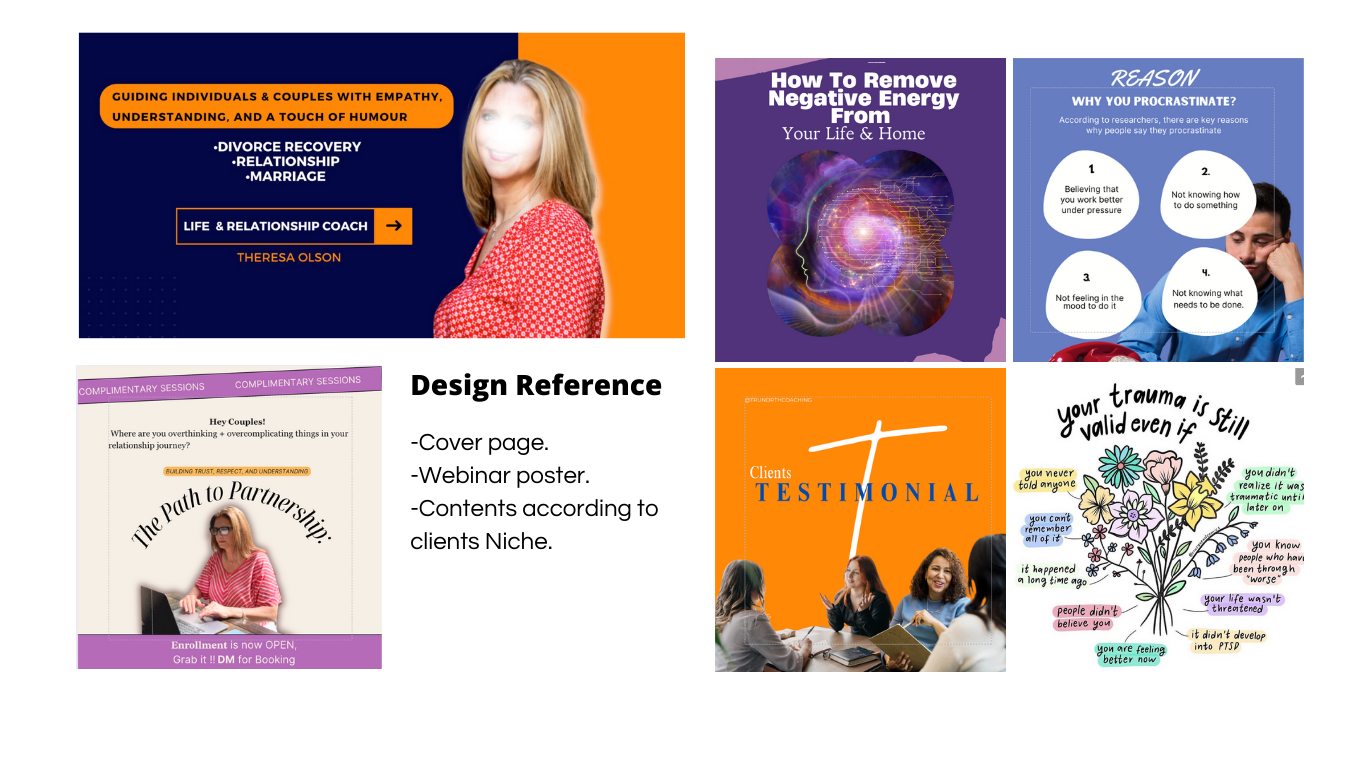 GUIDING INDIVIDUALS & COUPLES WITH EMPATHY,
UNDERSTANDING, AND A TOUCH OF HUMOUR
•DIVORCE RECOVERY
•RELATIONSHIP
•MARRIAGE
LIFE & RELATIONSHIP COACH →
THERESA OLSON
COMPLIMENTARY SESSIONS COMPLIMENTARY SESSIONS
Hey Couples!
Where are you overthinking + overcomplicating things in your
relationship journey?
BUILDING TRUST, RESPECT, AND UNDERSTANDING
The Path to Partnership!
Enrollment is now OPEN,
Grab it !! DM for Booking
Design Reference
-Cover page.
-Webinar poster.
-Contents according to
clients Niche.
How To Remove
Negative Energy
From
Your Life & Home
REASON
WHY YOU PROCRASTINATE?
According to researchers, there are key reasons
why people say they procrastinate
1.
Believing that
you work better
under pressure
2.
Not knowing how
to do something
3.
Not feeling in the
mood to do it
4.
Not knowing what
needs to be done.
@TRUNORTHCOACHING
Clients
TESTIMONIAL
your trauma is still
valid even if
you never
told anyone
you can't
remember
all of it
it happened
a long time ago
people didn't
believe you
you are feeling
better now
you didn't
realize it was
traumatic until
later on
you know
people who have
been through
"worse"
your life wasn't
threatened
it didn't develop
into PTSD